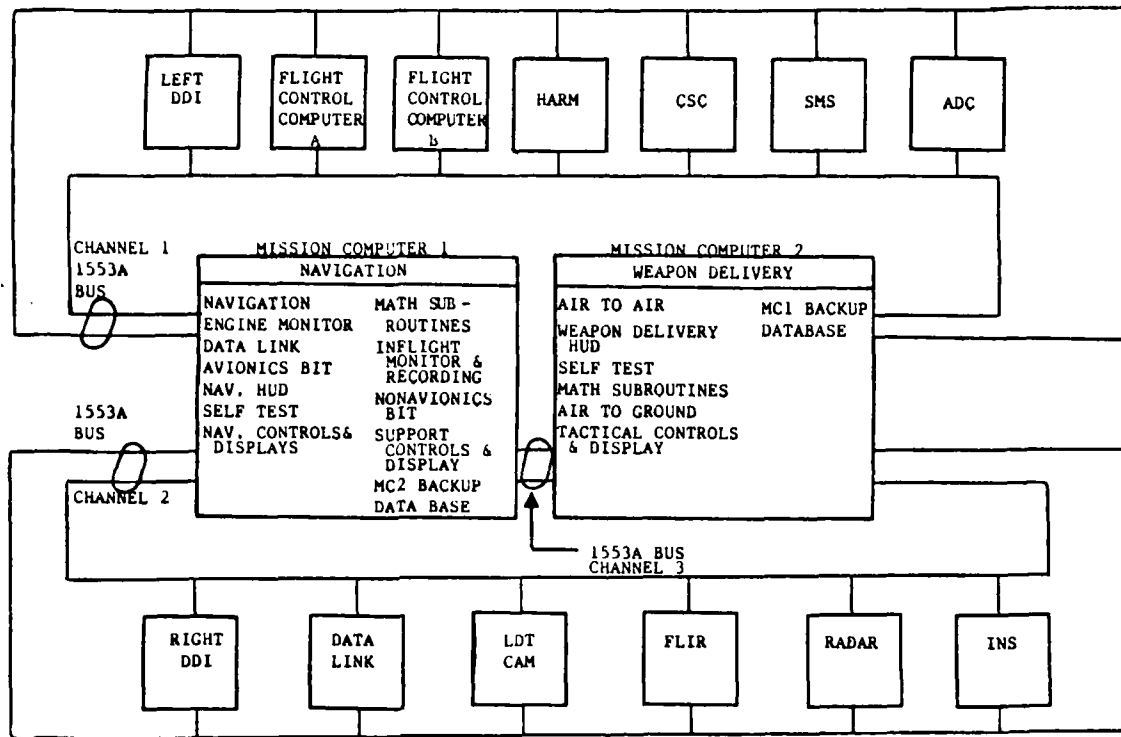 LEFT
DDI
FLIGHT
CONTROL
COMPUTER
A
FLIGHT
CONTROL
COMPUTER
B
HARM
CSC
SMS
ADC
CHANNEL 1
1553A
BUS
MISSION COMPUTER 1
NAVIGATION
NAVIGATION
ENGINE MONITOR
DATA LINK
AVIONICS BIT
NAV. HUD
SELF TEST
NAV. CONTROLS&
DISPLAYS
MATH SUB-
ROUTINES
INFLIGHT
MONITOR &
RECORDING
NONAVIONICS
BIT
SUPPORT
CONTROLS &
DISPLAY
MC2 BACKUP
DATA BASE
MISSION COMPUTER 2
WEAPON DELIVERY
AIR TO AIR
WEAPON DELIVERY
HUD
SELF TEST
MATH SUBROUTINES
AIR TO GROUND
TACTICAL CONTROLS
& DISPLAY
MC1 BACKUP
DATABASE
1553A
BUS
CHANNEL 2
1553A BUS
CHANNEL 3
RIGHT
DDI
DATA
LINK
LDT
CAM
FLIR
RADAR
INS